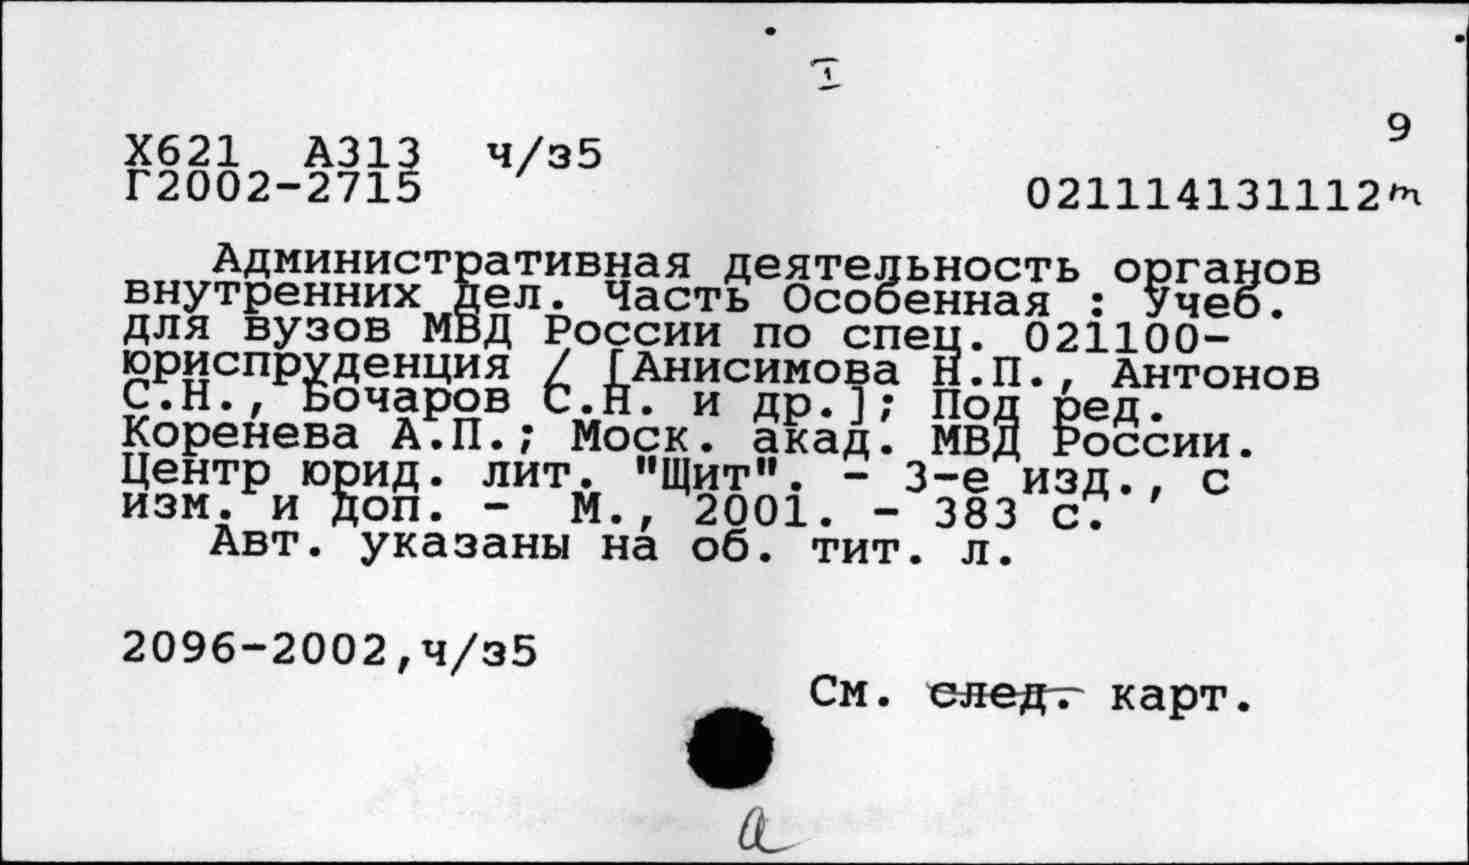 I
9
Х621 А313 ч/з5
Г2002-2715
021114131112m
Административная деятельность органов
внутренних дел. Часть Особенная : Учеб.
для вузов МВД России по спец. 021100-
юриспруденция / [Анисимова Н.П., Антонов
С.Н., Бочаров С.Н. и др.]; Под ред.
Коренева А.П.; Моск. акад. МВД России.
Центр юрид. лит. "Щит". - 3-е изд., с
изм. и доп. - М., 2001. - 383 с.
Авт. указаны на об. тит. л.
2096-2002,ч/з5
См. след. карт.
a